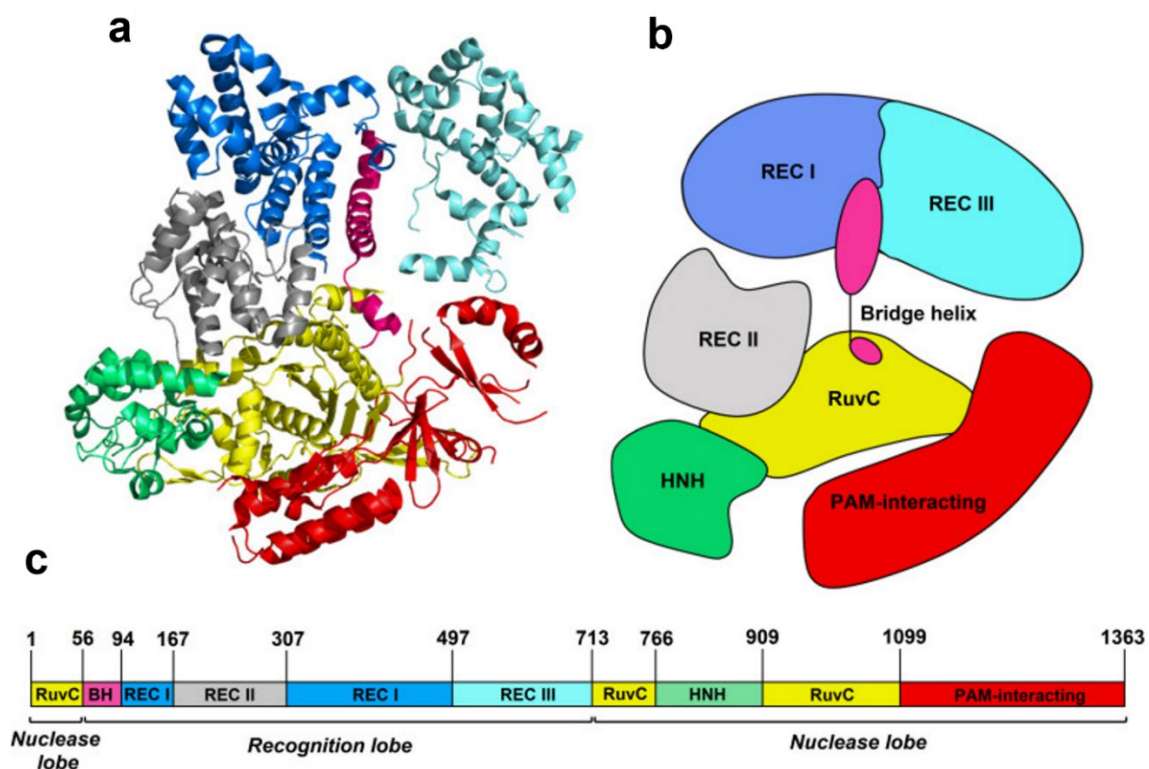 a
b
REC I
REC III
Bridge helix
REC II
RuvC
HNH
PAM-interacting
c
1 56 94 167 307 497 713 766 909 1099 1363
RuvC BH REC I REC II REC I REC III RuvC HNH RuvC PAM-interacting
Nuclease
lobe
Recognition lobe
Nuclease lobe